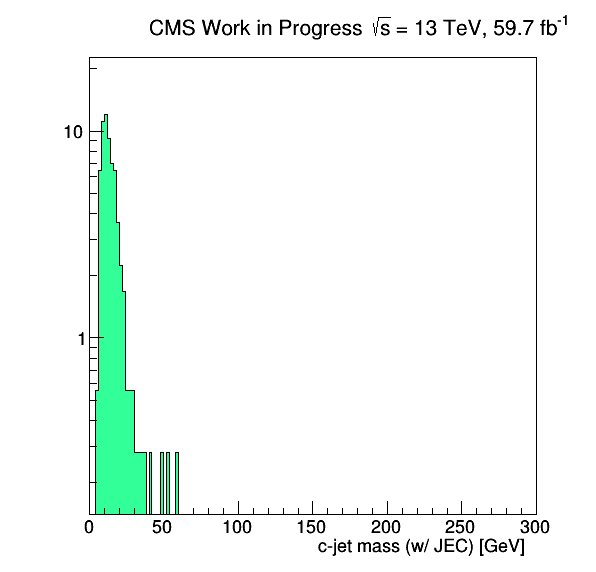 CMS Work in Progress √s = 13 TeV, 59.7 fb⁻¹
10
1
0 50 100 150 200 250 300
c-jet mass (w/ JEC) [GeV]